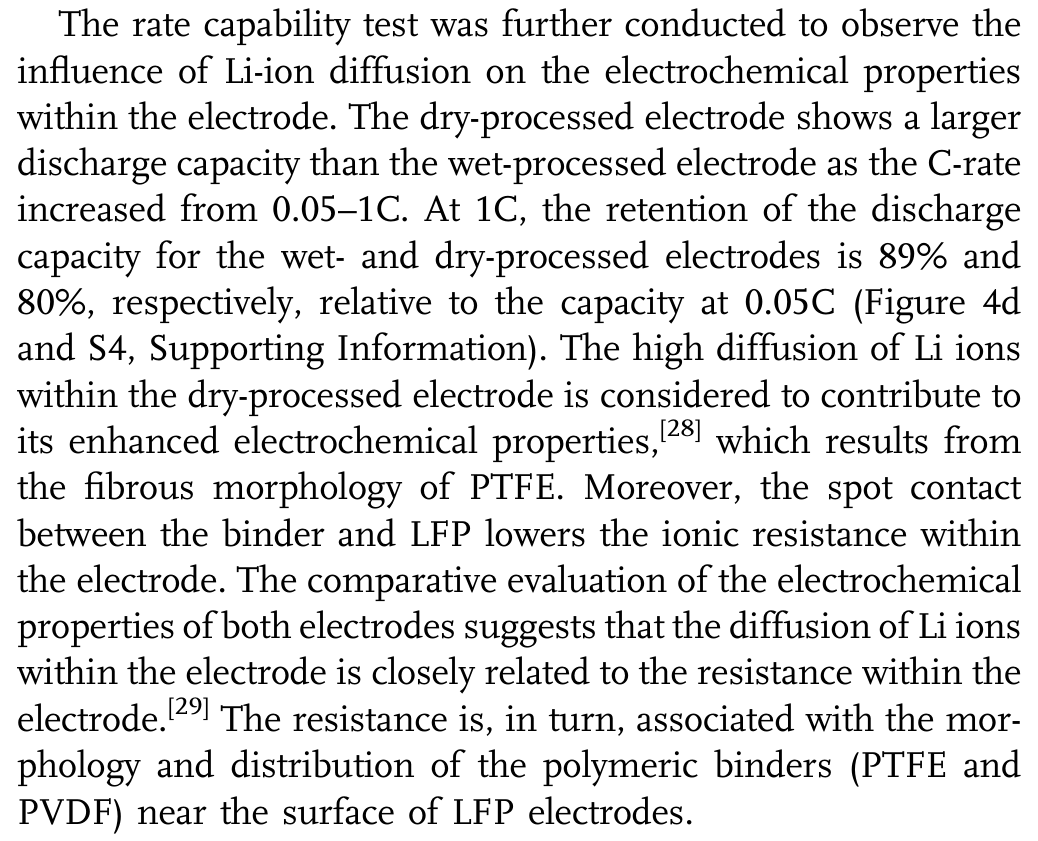 The rate capability test was further conducted to observe the
influence of Li-ion diffusion on the electrochemical properties
within the electrode. The dry-processed electrode shows a larger
discharge capacity than the wet-processed electrode as the C-rate
increased from 0.05–1C. At 1C, the retention of the discharge
capacity for the wet- and dry-processed electrodes is 89% and
80%, respectively, relative to the capacity at 0.05C (Figure 4d
and S4, Supporting Information). The high diffusion of Li ions
within the dry-processed electrode is considered to contribute to
its enhanced electrochemical properties,[28] which results from
the fibrous morphology of PTFE. Moreover, the spot contact
between the binder and LFP lowers the ionic resistance within
the electrode. The comparative evaluation of the electrochemical
properties of both electrodes suggests that the diffusion of Li ions
within the electrode is closely related to the resistance within the
electrode.[29] The resistance is, in turn, associated with the mor-
phology and distribution of the polymeric binders (PTFE and
PVDF) near the surface of LFP electrodes.